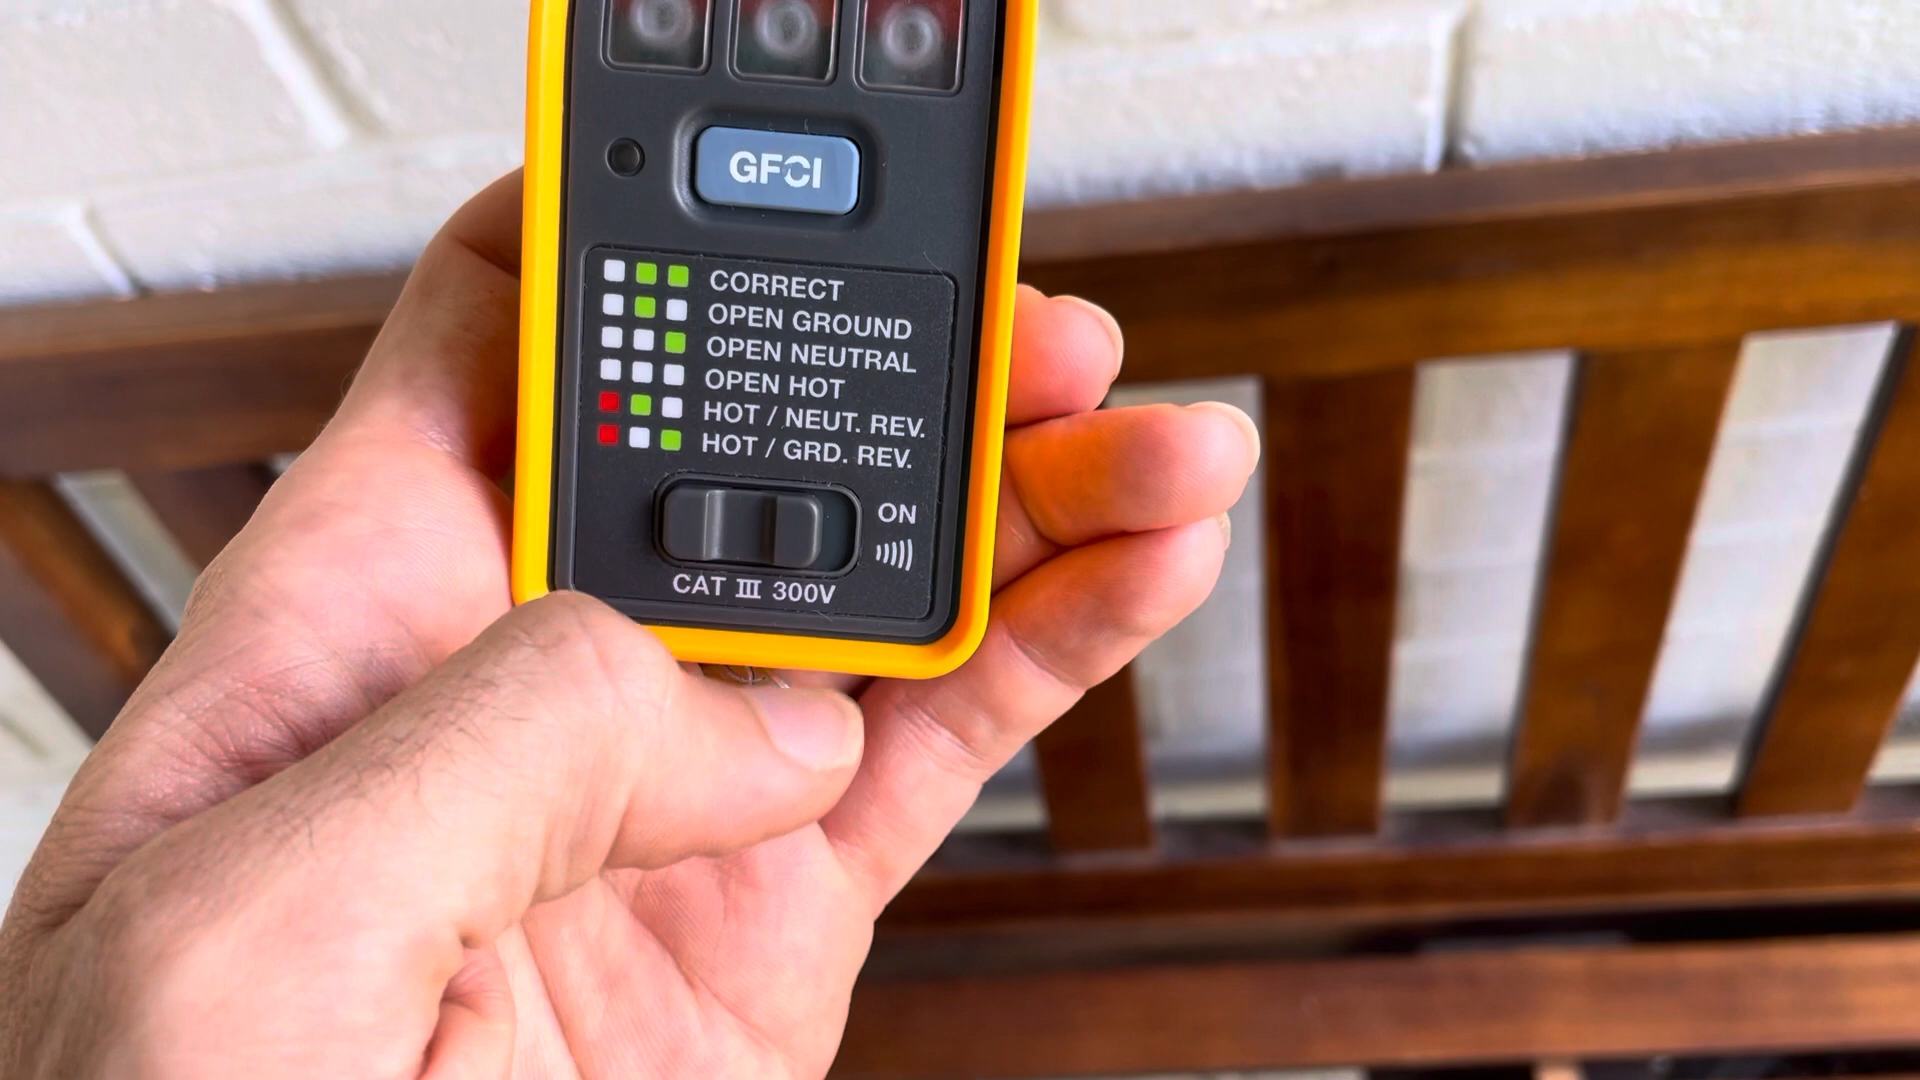 GFCI
CORRECT
OPEN GROUND
OPEN NEUTRAL
OPEN HOT
HOT / NEUT. REV.
HOT / GRD. REV.
ON
CAT III 300V